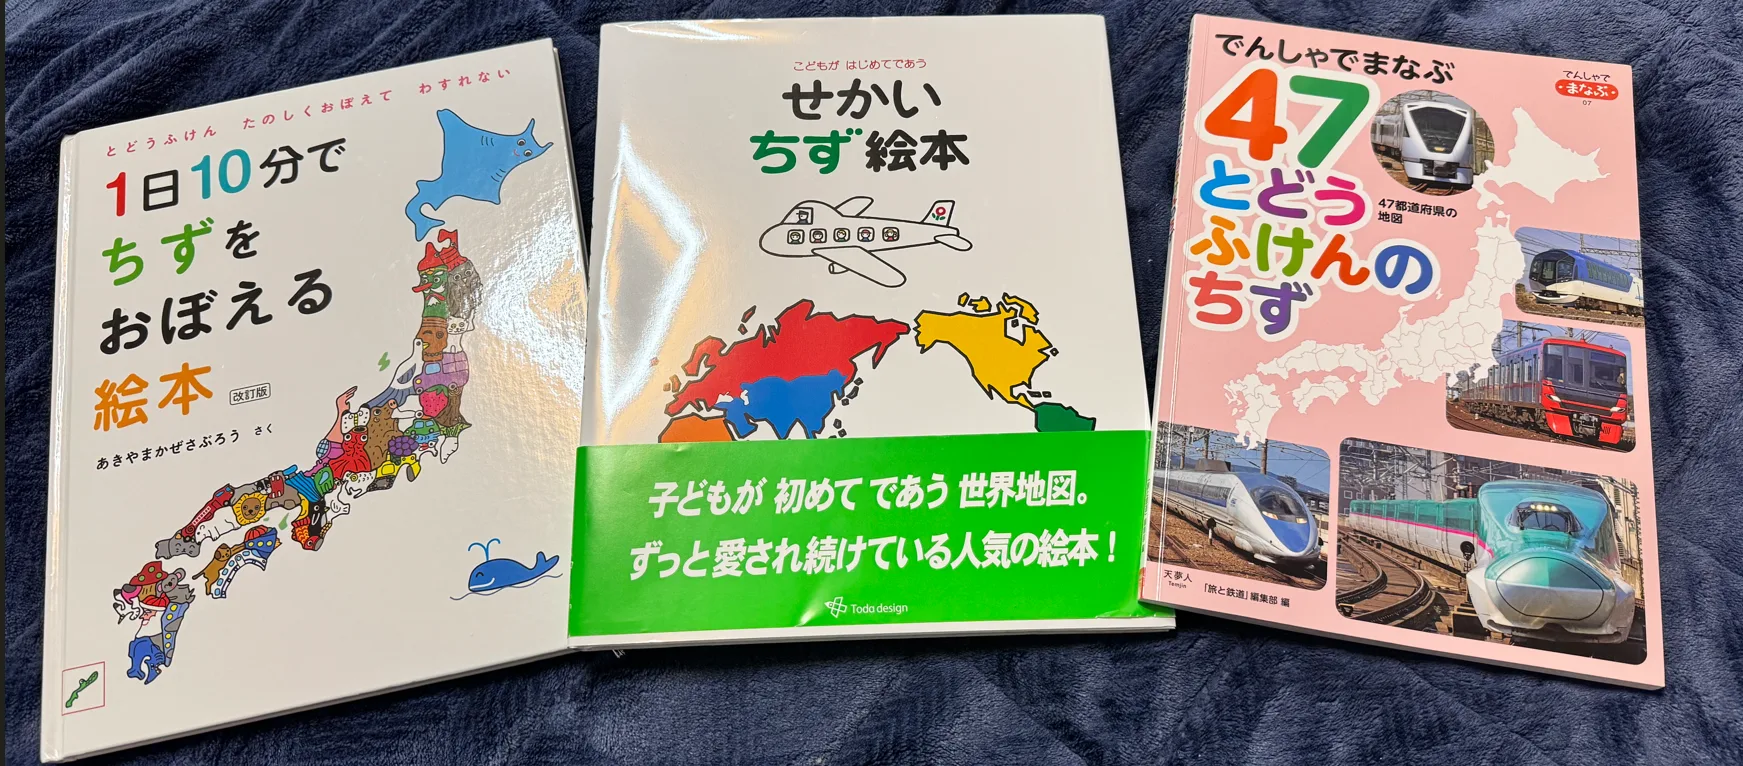 とどうふけん たのしくおぼえて わすれない
1日10分で
ちずを
おぼえる
絵本
改訂版
あきやまかぜさぶろう さく
こどもが はじめてであう
せかい
ちず絵本
子どもが 初めて であう 世界地図。
ずっと 愛され続けている人気の絵本！
Toda design
でんしゃでまなぶ
47
とどう
ふけんの
ちず
でんしゃで
まなぶ
07
47都道府県の
地図
天夢人
Temjin
「旅と鉄道」編集部 編